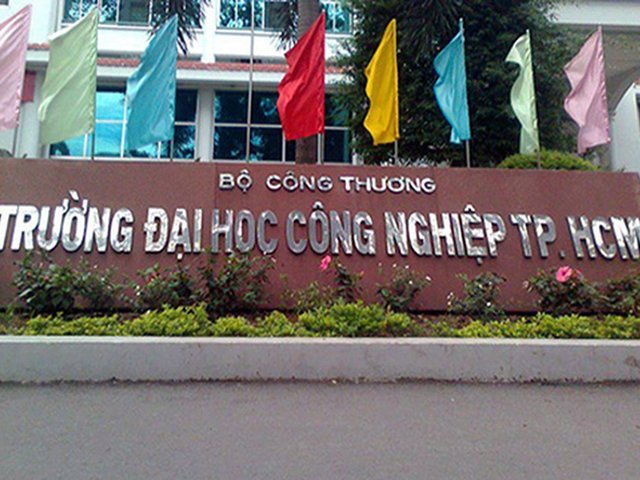 BỘ CÔNG THƯƠNG
TRƯỜNG ĐẠI HỌC CÔNG NGHIỆP TP. HCM